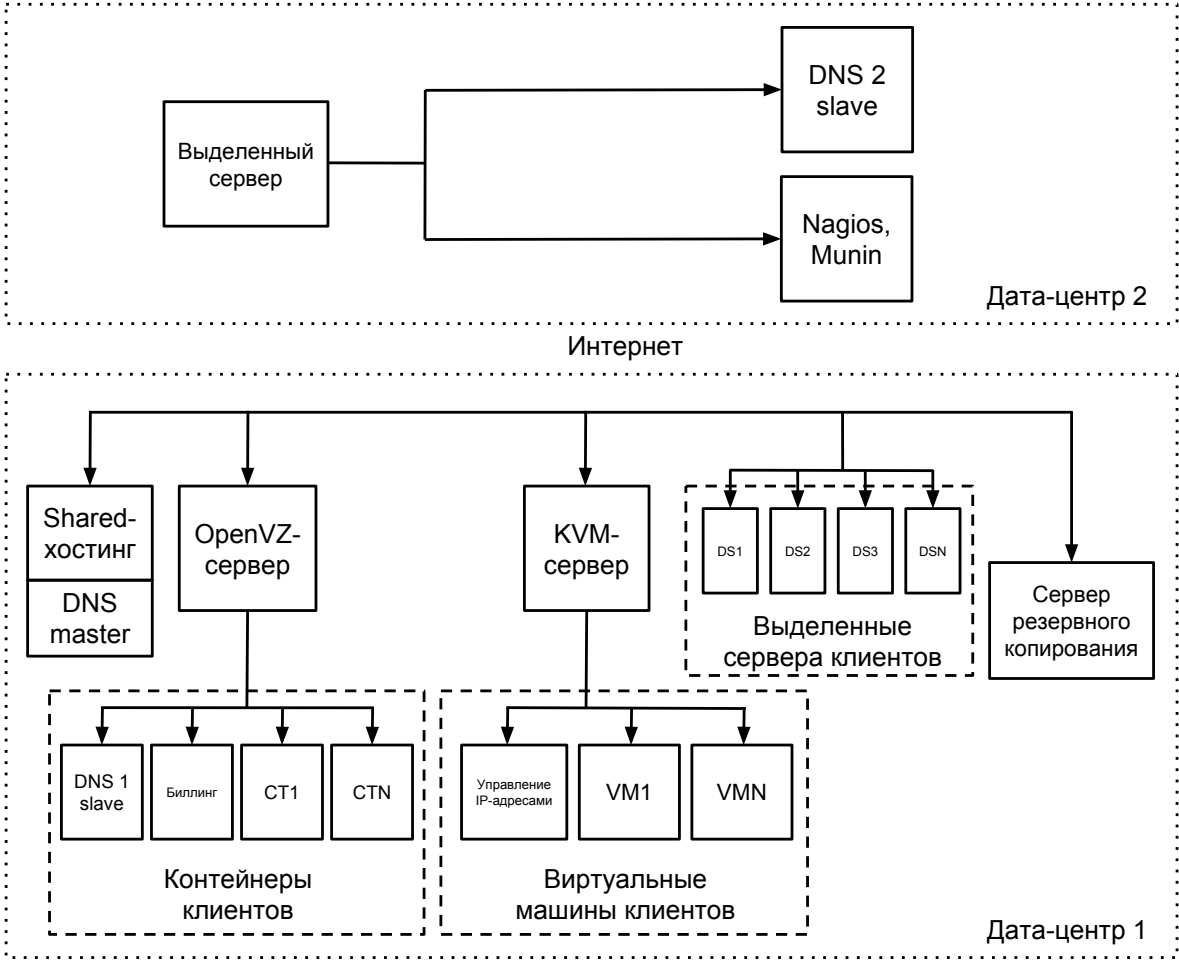 DNS 2
slave
Выделенный
сервер
Nagios,
Munin
Дата-центр 2
Интернет
Shared-
хостинг
DNS
master
OpenVZ-
сервер
KVM-
сервер
DS1
DS2
DS3
DSN
Выделенные
сервера клиентов
Сервер
резервного
копирования
DNS 1
slave
Биллинг
CT1
CTN
Контейнеры
клиентов
Управление
IP-адресами
VM1
VMN
Виртуальные
машины клиентов
Дата-центр 1